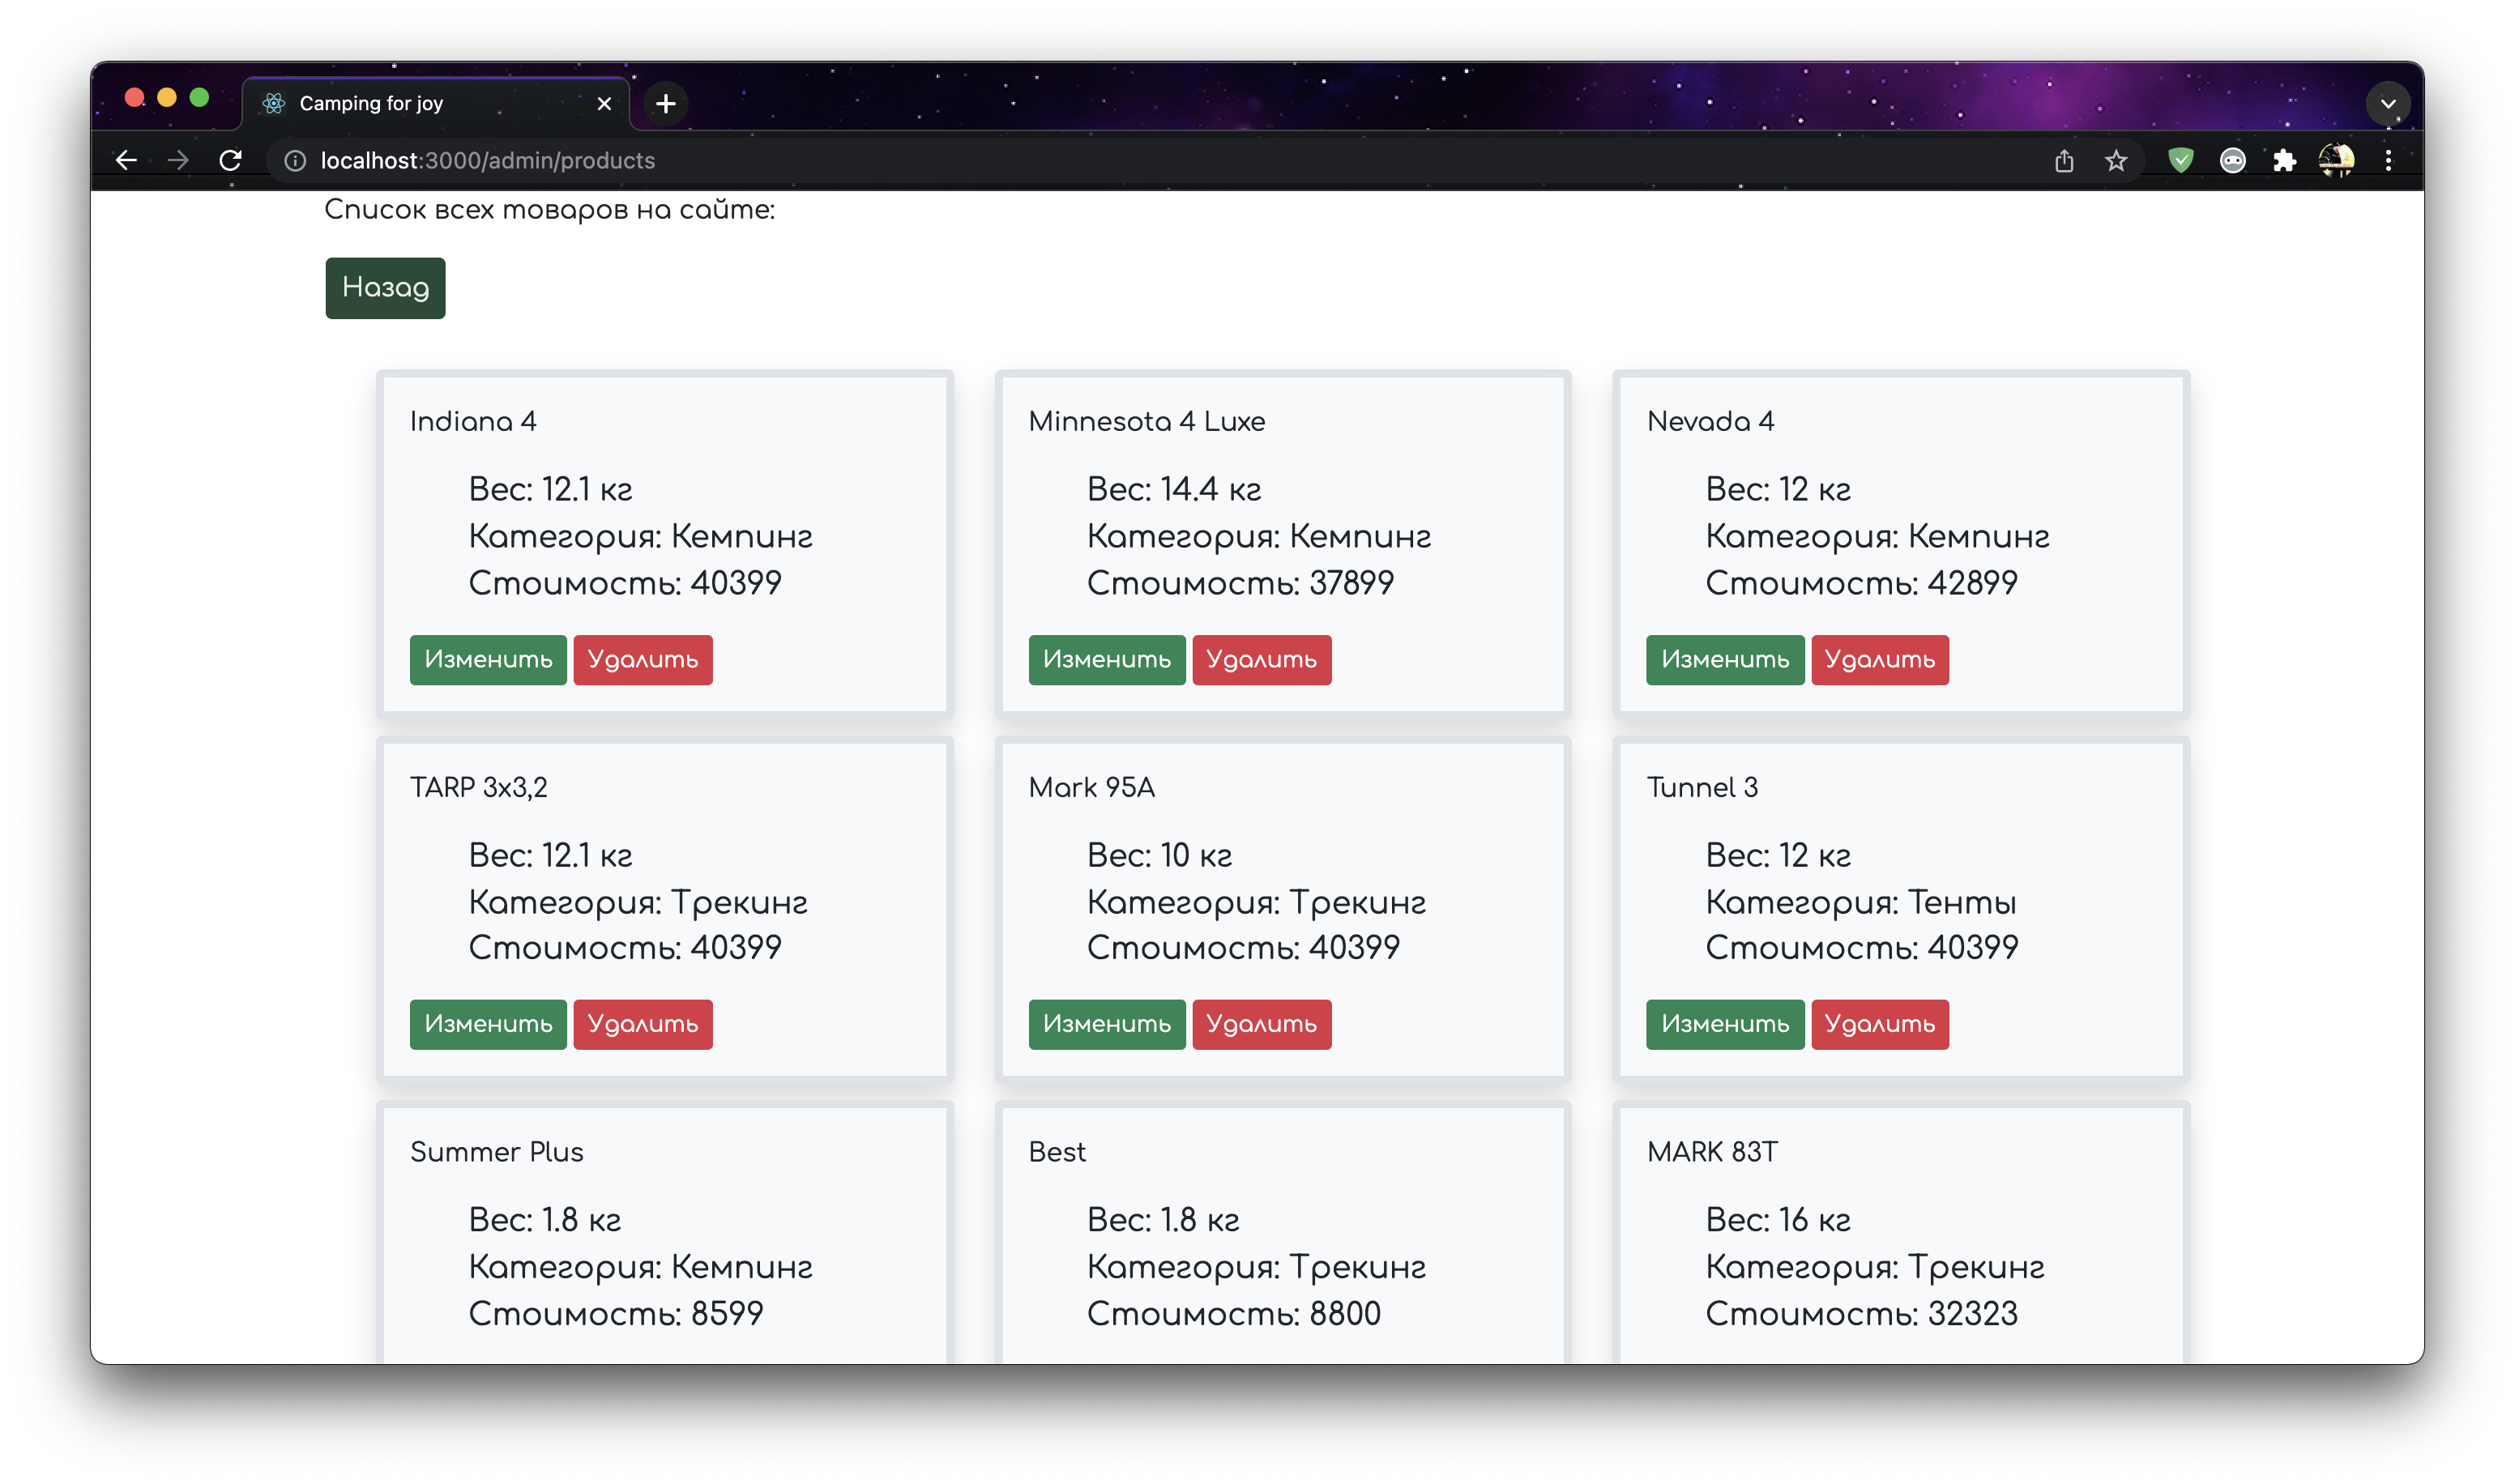 Camping for joy
localhost:3000/admin/products
Список всех товаров на сайте:
Назад
Indiana 4
Вес: 12.1 кг
Категория: Кемпинг
Стоимость: 40399
Изменить Удалить
Minnesota 4 Luxe
Вес: 14.4 кг
Категория: Кемпинг
Стоимость: 37899
Изменить Удалить
Nevada 4
Вес: 12 кг
Категория: Кемпинг
Стоимость: 42899
Изменить Удалить
TARP 3x3,2
Вес: 12.1 кг
Категория: Трекинг
Стоимость: 40399
Изменить Удалить
Mark 95A
Вес: 10 кг
Категория: Трекинг
Стоимость: 40399
Изменить Удалить
Tunnel 3
Вес: 12 кг
Категория: Тенты
Стоимость: 40399
Изменить Удалить
Summer Plus
Вес: 1.8 кг
Категория: Кемпинг
Стоимость: 8599
Best
Вес: 1.8 кг
Категория: Трекинг
Стоимость: 8800
MARK 83T
Вес: 16 кг
Категория: Трекинг
Стоимость: 32323